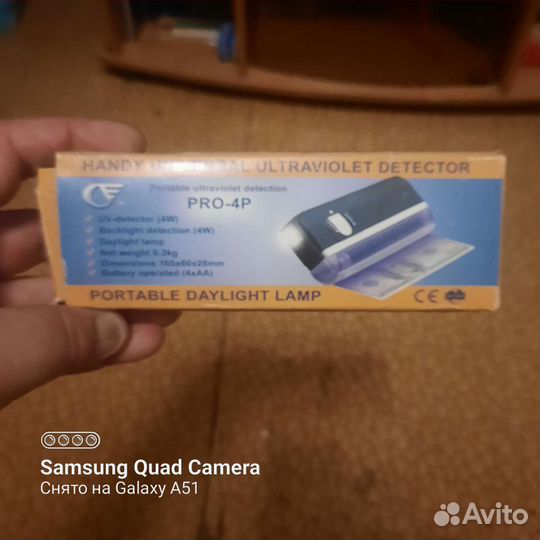 HANDY UNIVERSAL ULTRAVIOLET DETECTOR
Portable ultraviolet detection
PRO-4P
UV-detector (4W)
Backlight detection (4W)
Daylight lamp
Net weight 0.3kg
Dimensions 165x60x28mm
Battery operated (4xAA)
PORTABLE DAYLIGHT LAMP
CE
Samsung Quad Camera
Снято на Galaxy A51
Avito